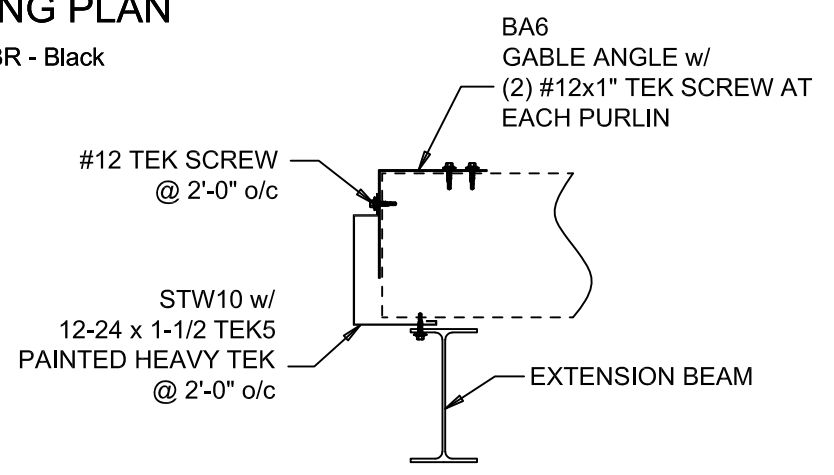 NG PLAN
BR - Black
BA6
GABLE ANGLE w/
(2) #12x1" TEK SCREW AT
EACH PURLIN
#12 TEK SCREW
@ 2'-0" o/c
STW10 w/
12-24 x 1-1/2 TEK5
PAINTED HEAVY TEK
@ 2'-0" o/c
EXTENSION BEAM